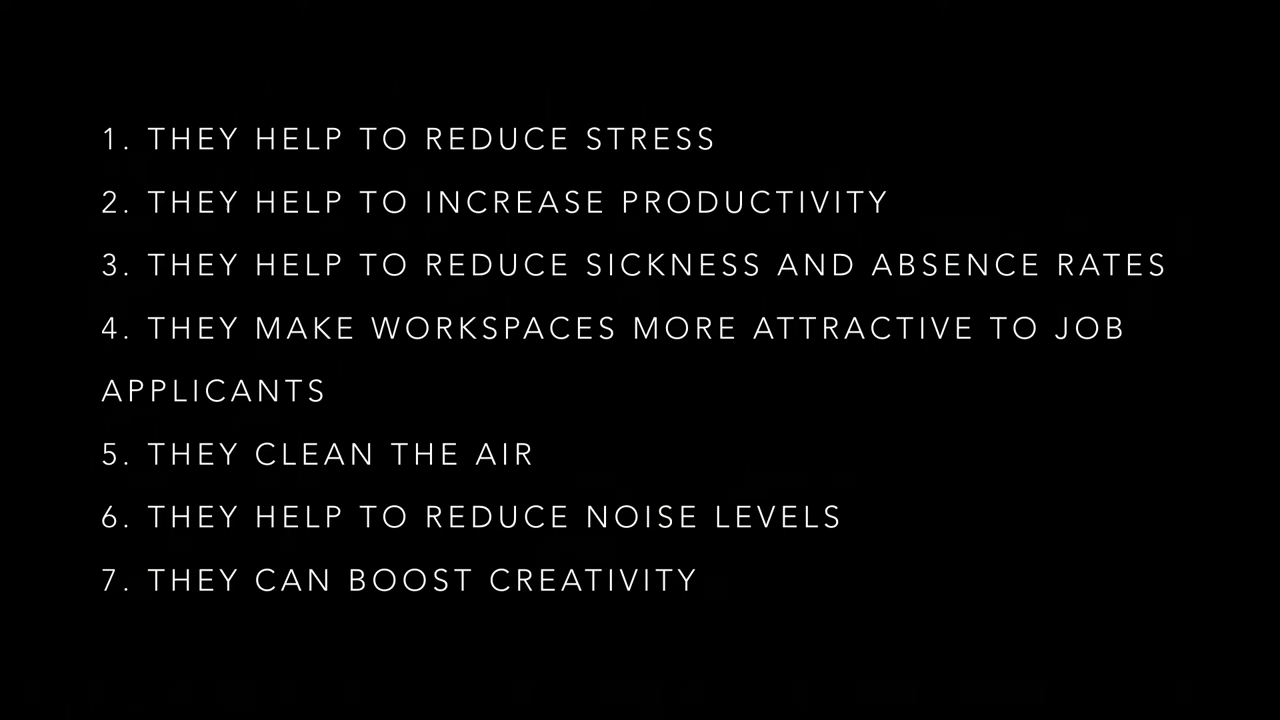 1. THEY HELP TO REDUCE STRESS
2. THEY HELP TO INCREASE PRODUCTIVITY
3. THEY HELP TO REDUCE SICKNESS AND ABSENCE RATES
4. THEY MAKE WORKSPACES MORE ATTRACTIVE TO JOB
APPLICANTS
5. THEY CLEAN THE AIR
6. THEY HELP TO REDUCE NOISE LEVELS
7. THEY CAN BOOST CREATIVITY